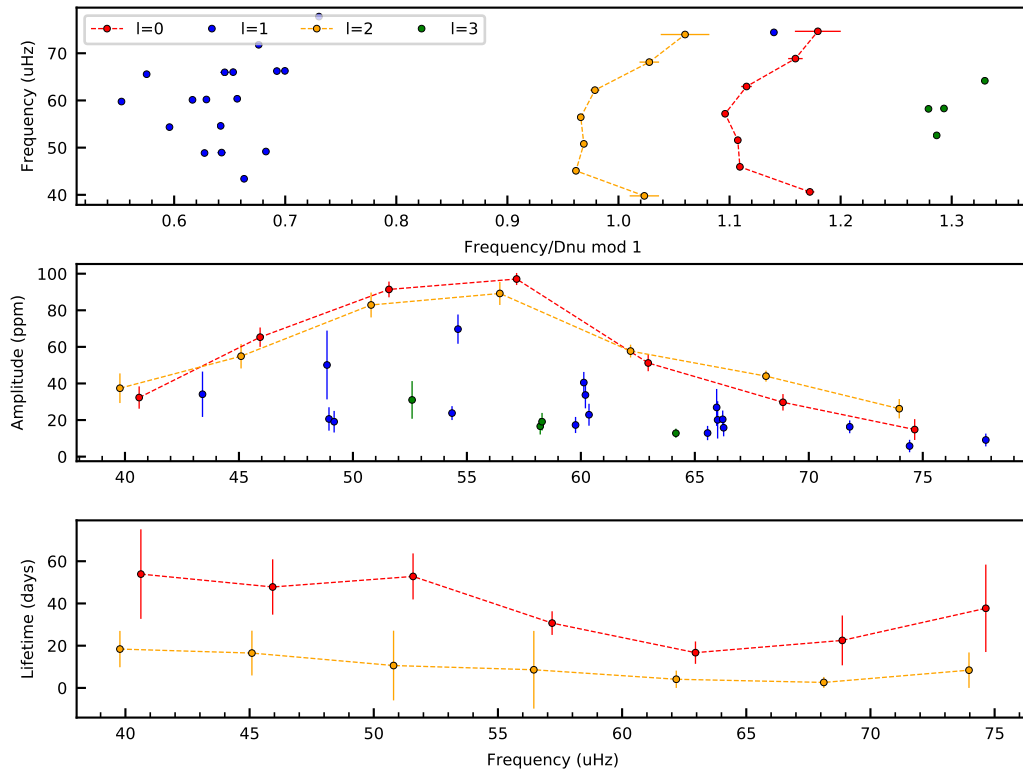 l=0 l=1 l=2 l=3
Frequency (uHz)
70
60
50
40
0.6 0.7 0.8 0.9 1.0 1.1 1.2 1.3
Frequency/Dnu mod 1
Amplitude (ppm)
100
80
60
40
20
0
40 45 50 55 60 65 70 75
Lifetime (days)
60
40
20
0
40 45 50 55 60 65 70 75
Frequency (uHz)